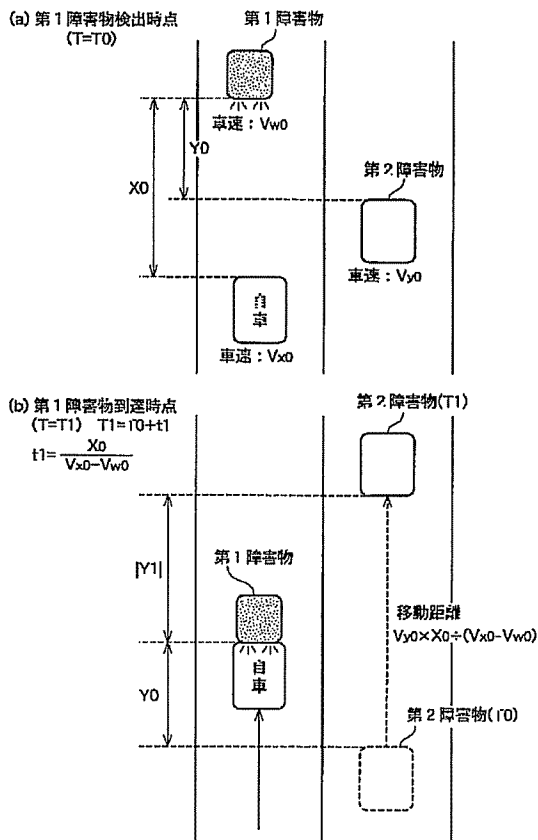 (a) 第1障害物検出時点
(T=T0)
第1障害物
車速：Vw0
Y0
X0
第2障害物
自車
車速：Vy0
車速：Vx0
(b) 第1障害物到達時点
(T=T1) T1=T0+t1
t1=X0/(Vx0-Vw0)
第2障害物(T1)
|Y1|
第1障害物
移動距離
Vy0×X0÷(Vx0-Vw0)
自車
Y0
第2障害物(T0)